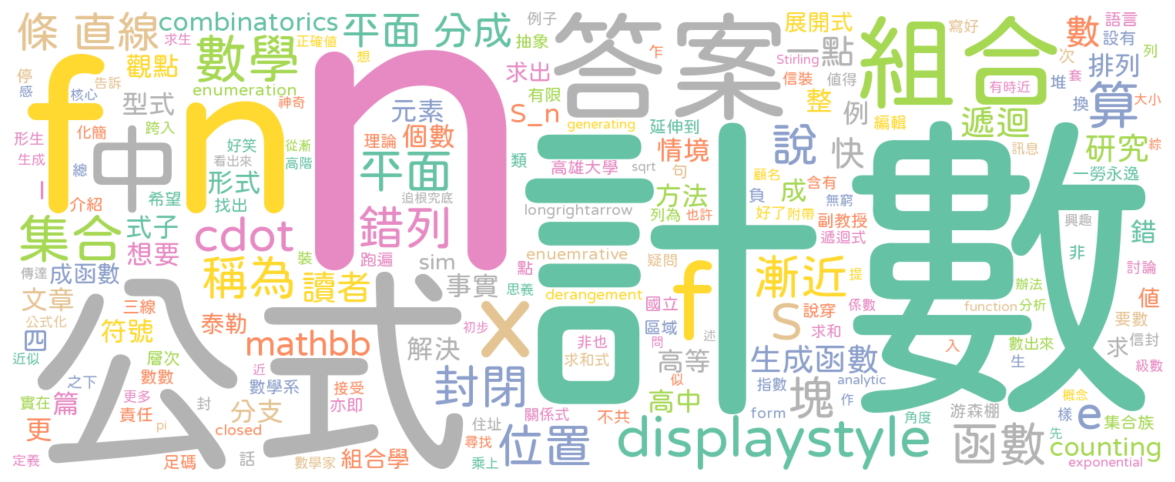 條 直線 combinatorics 平面 分成 例子 答案 展開式 語言 寫好
求生 正確值 想 抽象 乍 Stirling 一點 組合 數 設有 次 列
停 感 告訴 觀點 數學 求出 信裝 值得 有時近 堆 套 排列
f n n 核心 enumeration 神奇 元素 S_n 有限 整 例 換 大小
跨入 型式 理論 個數 generating 延伸到 遞迴 算 編輯 訊息 綜
形生 化簡 好笑 從漸 中 類 高雄大學 sqrt 情境 說 快 研究
生成 總 看出來 形式 高階 平面 句 顧名 含有 一勞永逸
l 介紹 希望 找出 追根究底 方法 負 成 無窮
集合 式子 cdot 錯列 longrightarrow 列為 也許 好了 附帶 副教授 計數 興趣 錯
想要 裝 跑遍 點 enuemrative f 遞迴式 非
傳達 成函數 稱為 讀者 sim 事實 思義 疑問 國立 漸近 提 討論
文章 三線 公式 derangement 說穿 係數 function 辦法 分析 值
公式化 符號 泰勒 x 初步 區域 述 S 求和 要數
四 mathbb 解決 非也 問 生成函數 入 數出來 求 信封
近似 層次 近 求和式 高等 生 級數
之下 數數 數學系 接受 封閉 似 指數 analytic 角度 概念
實在 篇 更多 亦即 高中 塊 作 游森棚 樣 e 集合族
更 責任 分支 封 住址 關係式 不共 form 先
pi closed 尋找 位置 displaystyle 函數 counting
定義 足碼 話 數學家 組合學 乘上 exponential